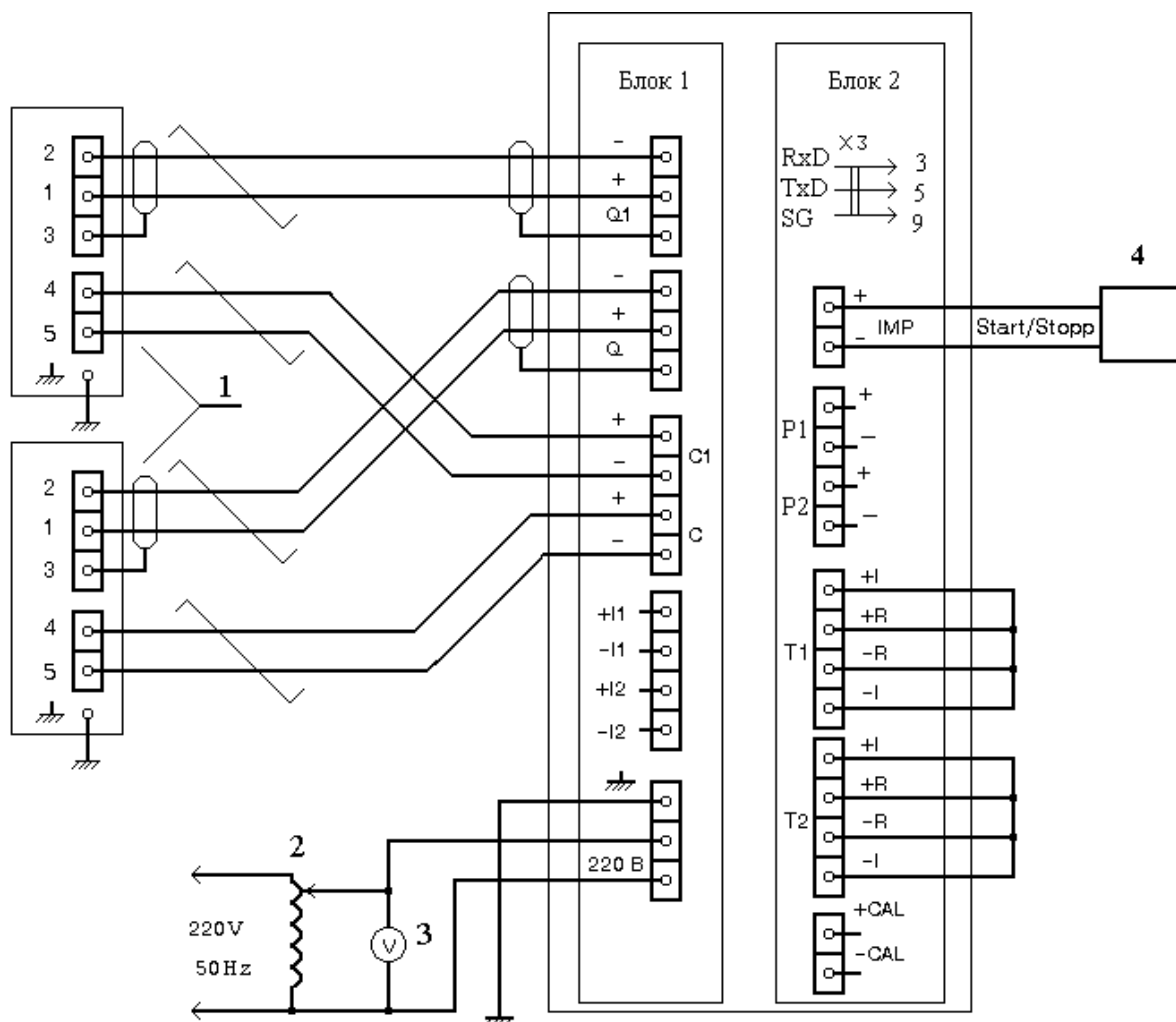 Блок 1
Блок 2
2
1
3
4
5
2
1
3
4
5
1
-
+
Q1
-
+
Q
+
-
C1
+
-
C
+I1
-I1
+I2
-I2
220 В
2
220V
50Hz
V
3
X3
RxD 3
TxD 5
SG 9
4
+
IMP Start/Stopp
-
P1
+
-
P2
+
-
T1
+I
+R
-R
-I
T2
+I
+R
-R
-I
+CAL
-CAL